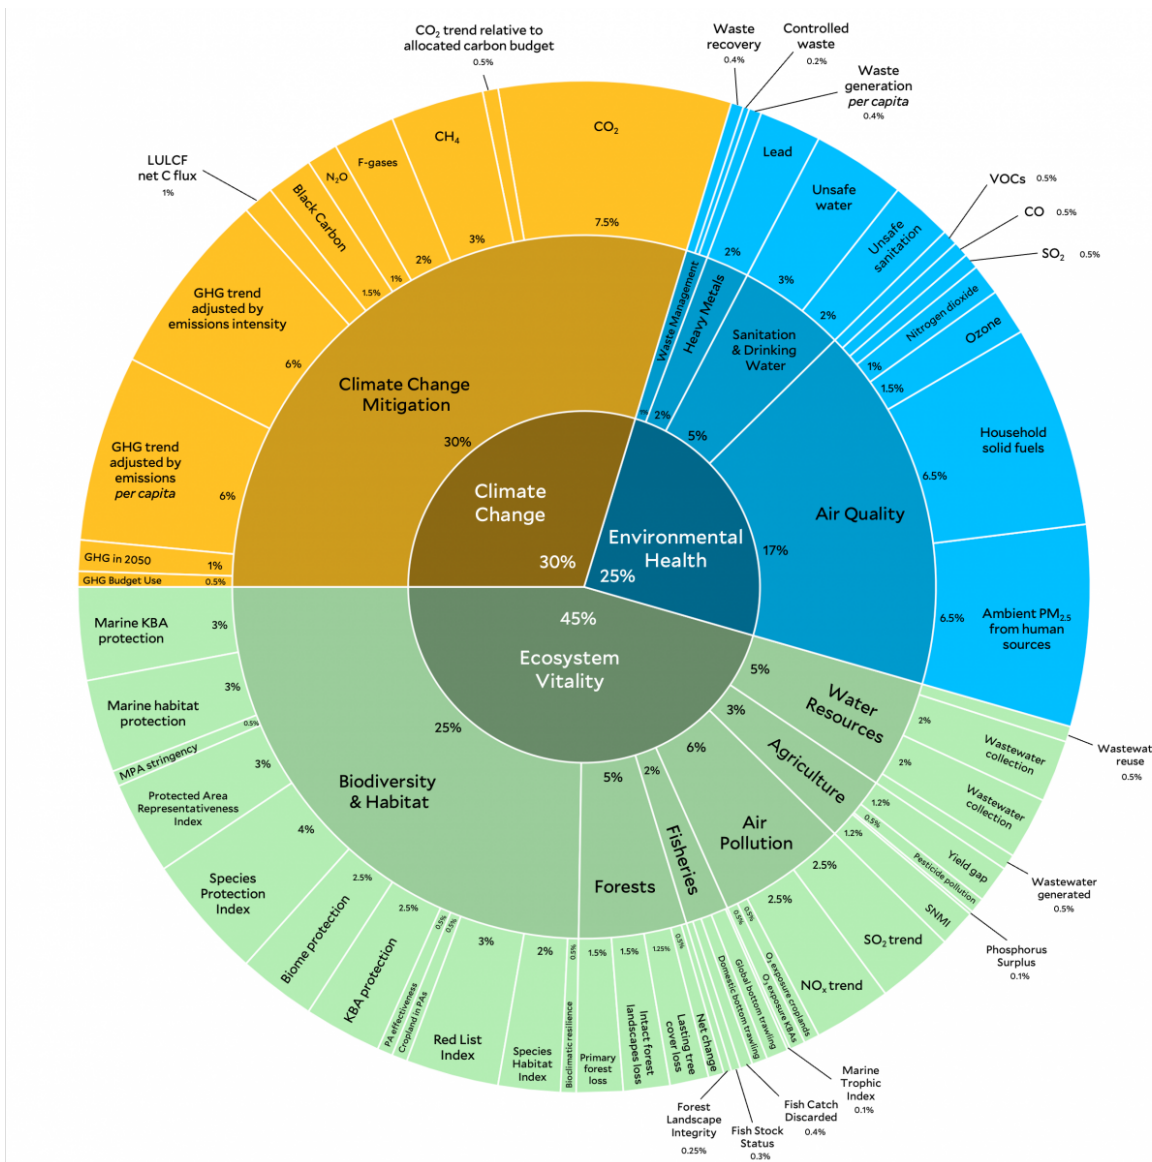 CO₂ trend relative to
allocated carbon budget
0.5%
Waste
recovery
0.4%
Controlled
waste
0.2%
Waste
generation
per capita
0.4%
LULCF
net C flux
1%
Black Carbon
1.5%
N₂O
1%
F-gases
2%
CH₄
3%
CO₂
7.5%
Lead
2%
Unsafe
water
3%
Unsafe
sanitation
2%
VOCs 0.5%
CO 0.5%
SO₂ 0.5%
Nitrogen dioxide
1%
Ozone
1.5%
Household
solid fuels
6.5%
Ambient PM₂.₅
from human
sources
6.5%
GHG trend
adjusted by
emissions intensity
6%
GHG trend
adjusted by
emissions
per capita
6%
GHG in 2050
1%
GHG Budget Use
0.5%
Climate Change
Mitigation
30%
Waste Management
Heavy Metals
2%
Sanitation
& Drinking
Water
5%
Air Quality
17%
Climate
Change
30%
Environmental
Health
25%
45%
Ecosystem
Vitality
Marine KBA
protection
3%
Marine habitat
protection
3%
MPA stringency
0.5%
Protected Area
Representativeness
Index
3%
Species
Protection
Index
4%
Biome protection
2.5%
KBA protection
2.5%
PA effectiveness
0.5%
Cropland in PAs
0.5%
Red List
Index
3%
Species
Habitat
Index
2%
Bioclimatic resilience
0.5%
Biodiversity
& Habitat
25%
Forests
5%
Fisheries
2%
Air
Pollution
6%
Agriculture
3%
Water
Resources
5%
Primary
forest
loss
1.5%
Intact forest
landscapes loss
1.5%
Lasting tree
cover loss
1.25%
Net change
0.5%
Forest
Landscape
Integrity
0.25%
Fish Stock
Status
0.3%
Fish Catch
Discarded
0.4%
Marine
Trophic
Index
0.1%
Domestic bottom trawling
Global bottom trawling
O₃ exposure KBAs
0.5%
O₃ exposure croplands
0.5%
NOₓ trend
2.5%
SO₂ trend
2.5%
SNMI
1.2%
Phosphorus
Surplus
0.1%
Pesticide pollution
0.5%
Yield gap
1.2%
Wastewater
generated
0.5%
Wastewater
collection
2%
Wastewater
collection
2%
Wastewat
reuse
0.5%